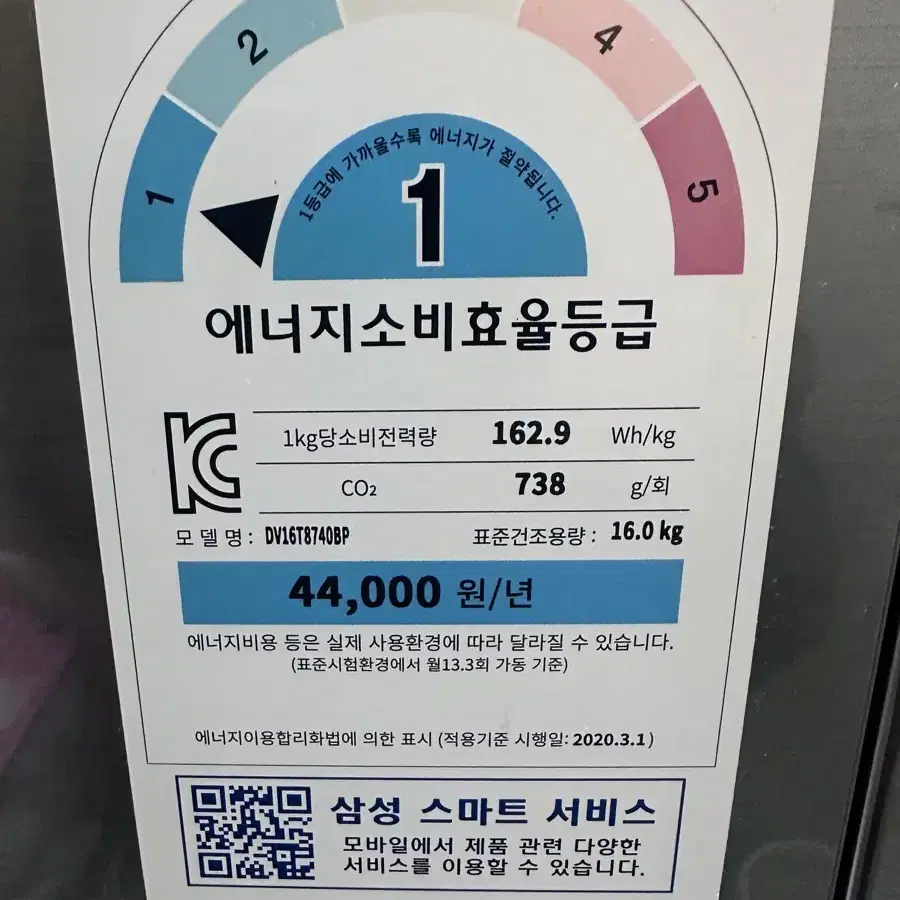 2
4
1
5
1등급에 가까울수록 에너지가 절약됩니다.
1
에너지소비효율등급
1kg당소비전력량 162.9 Wh/kg
CO₂ 738 g/회
모델명 : DV16T8740BP 표준건조용량 : 16.0 kg
44,000 원/년
에너지비용 등은 실제 사용환경에 따라 달라질 수 있습니다.
(표준시험환경에서 월13.3회 가동 기준)
에너지이용합리화법에 의한 표시 (적용기준 시행일: 2020.3.1)
삼성 스마트 서비스
모바일에서 제품 관련 다양한
서비스를 이용할 수 있습니다.